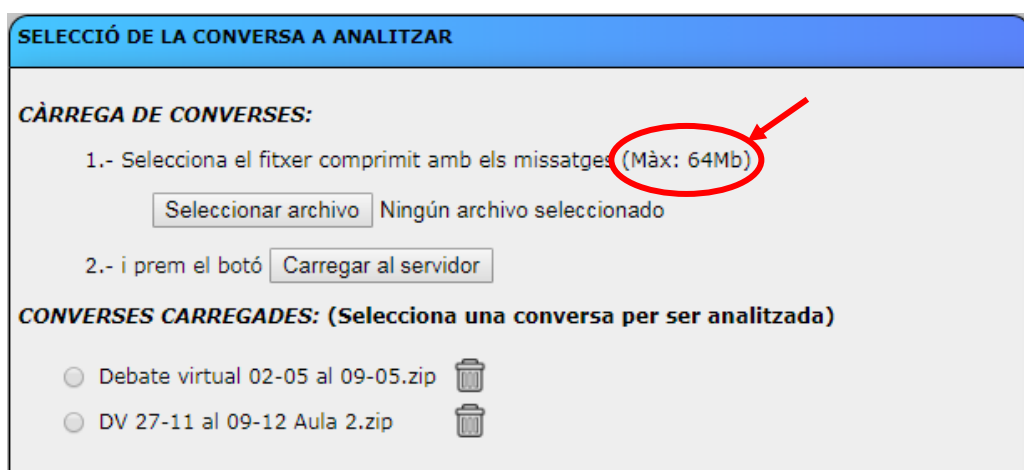 SELECCIÓ DE LA CONVERSA A ANALITZAR
CÀRREGA DE CONVERSES:
1.- Selecciona el fitxer comprimit amb els missatges (Màx: 64Mb)
Seleccionar archivo Ningún archivo seleccionado
2.- i prem el botó Carregar al servidor
CONVERSES CARREGADES: (Selecciona una conversa per ser analitzada)
Debate virtual 02-05 al 09-05.zip
DV 27-11 al 09-12 Aula 2.zip